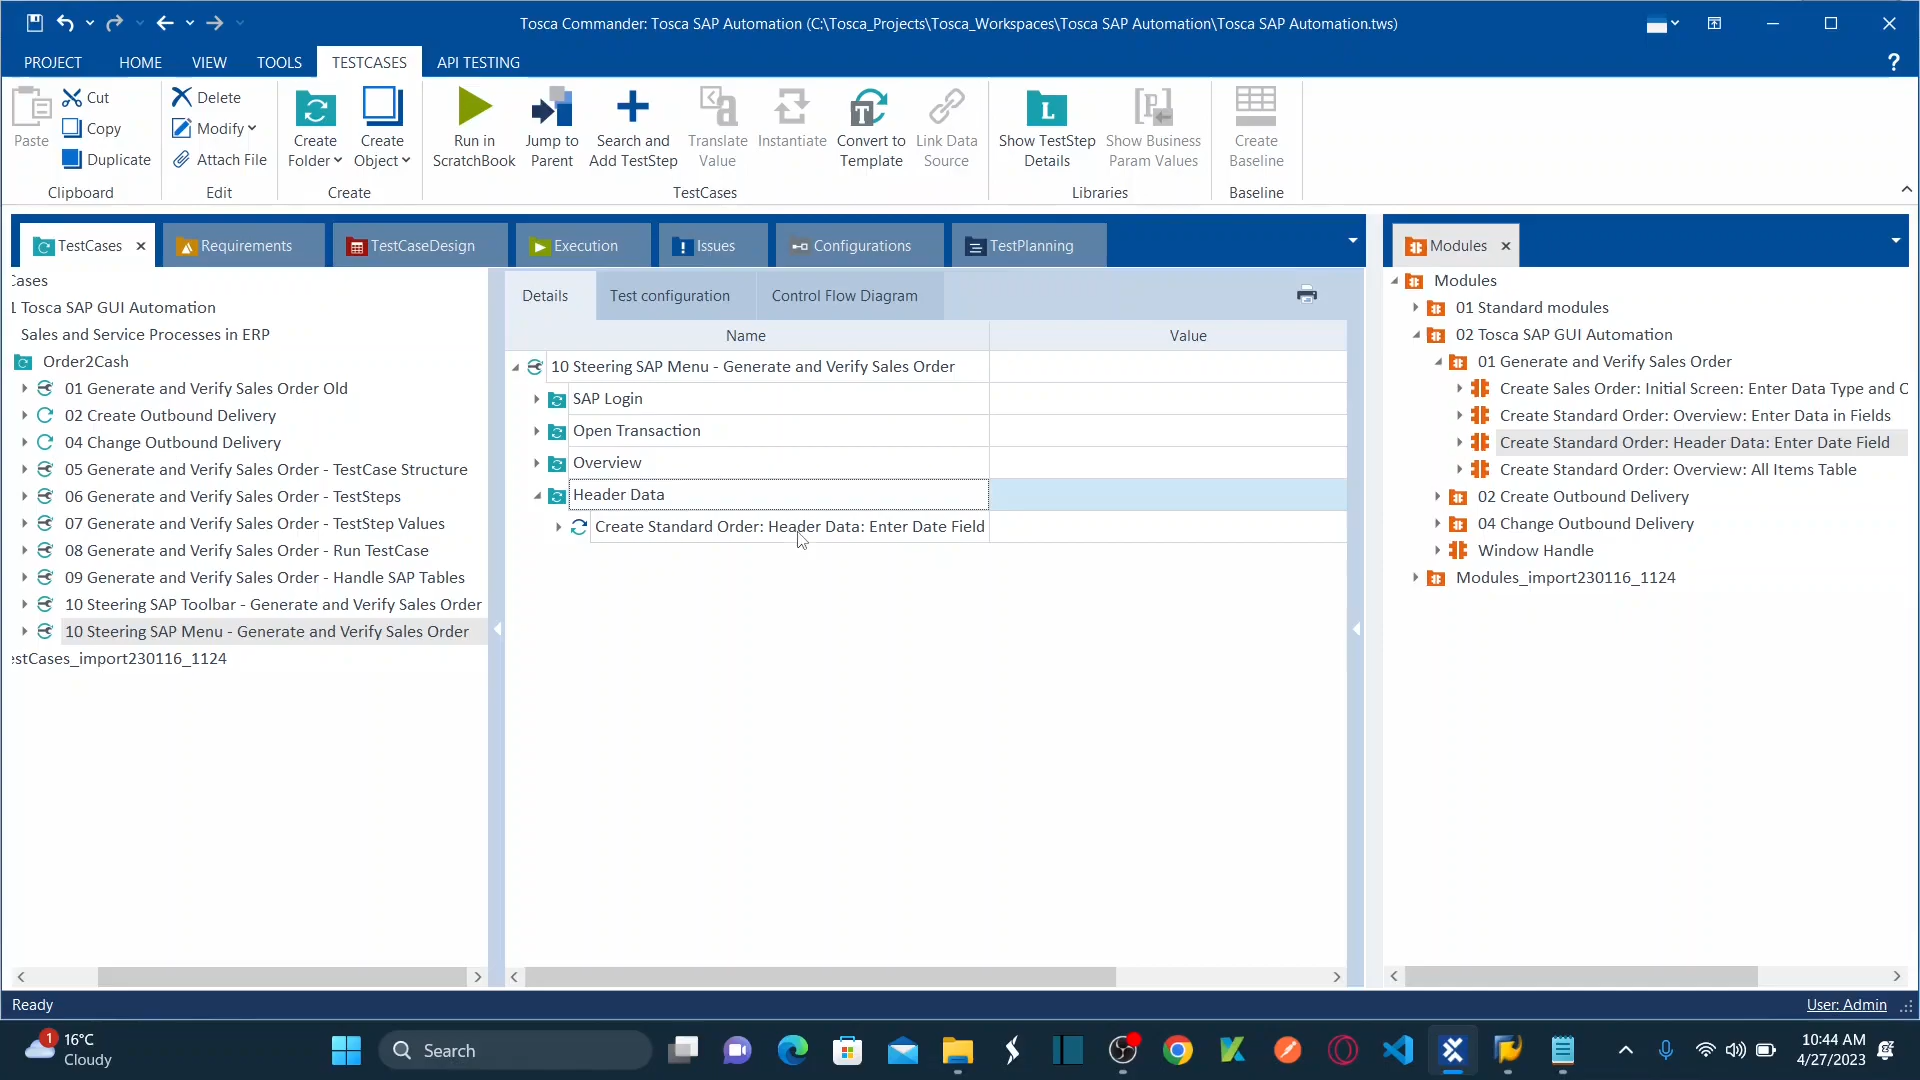 Tosca Commander: Tosca SAP Automation (C:\Tosca_Projects\Tosca_Workspaces\Tosca SAP Automation\Tosca SAP Automation.tws)
PROJECT
HOME
VIEW
TOOLS
TESTCASES
API TESTING
?
Paste
Cut
Copy
Duplicate
Clipboard
Delete
Modify
Attach File
Edit
Create
Folder
Create
Object
Create
Run in
ScratchBook
Jump to
Parent
Search and
Add TestStep
Translate
Value
Instantiate
Convert to
Template
Link Data
Source
TestCases
Show TestStep
Details
Show Business
Param Values
Libraries
Create
Baseline
Baseline
TestCases
Requirements
TestCaseDesign
Execution
Issues
Configurations
TestPlanning
Cases
1 Tosca SAP GUI Automation
Sales and Service Processes in ERP
Order2Cash
01 Generate and Verify Sales Order Old
02 Create Outbound Delivery
04 Change Outbound Delivery
05 Generate and Verify Sales Order - TestCase Structure
06 Generate and Verify Sales Order - TestSteps
07 Generate and Verify Sales Order - TestStep Values
08 Generate and Verify Sales Order - Run TestCase
09 Generate and Verify Sales Order - Handle SAP Tables
10 Steering SAP Toolbar - Generate and Verify Sales Order
10 Steering SAP Menu - Generate and Verify Sales Order
estCases_import230116_1124
Details
Test configuration
Control Flow Diagram
Name
Value
10 Steering SAP Menu - Generate and Verify Sales Order
SAP Login
Open Transaction
Overview
Header Data
Create Standard Order: Header Data: Enter Date Field
Modules
Modules
01 Standard modules
02 Tosca SAP GUI Automation
01 Generate and Verify Sales Order
Create Sales Order: Initial Screen: Enter Data Type and O
Create Standard Order: Overview: Enter Data in Fields
Create Standard Order: Header Data: Enter Date Field
Create Standard Order: Overview: All Items Table
02 Create Outbound Delivery
04 Change Outbound Delivery
Window Handle
Modules_import230116_1124
Ready
User: Admin
1
16°C
Cloudy
Search
10:44 AM
4/27/2023